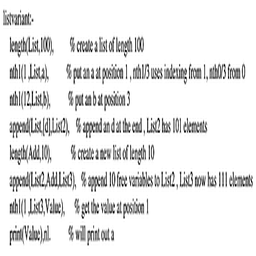 listvariant:-
length(List,100), % create a list of length 100
nth1(1,List,a), % put an a at position 1 , nth1/3 uses indexing from 1, nth0/3 from 0
nth1(12,List,b), % put an b at position 3
append(List,[d],List2), % append an d at the end , List2 has 101 elements
length(Add,10), % create a new list of length 10
append(List2,Add,List3), % append 10 free variables to List2 , List3 now has 111 elements
nth1(1,List3,Value), % get the value at position 1
print(Value),nl. % will print out a